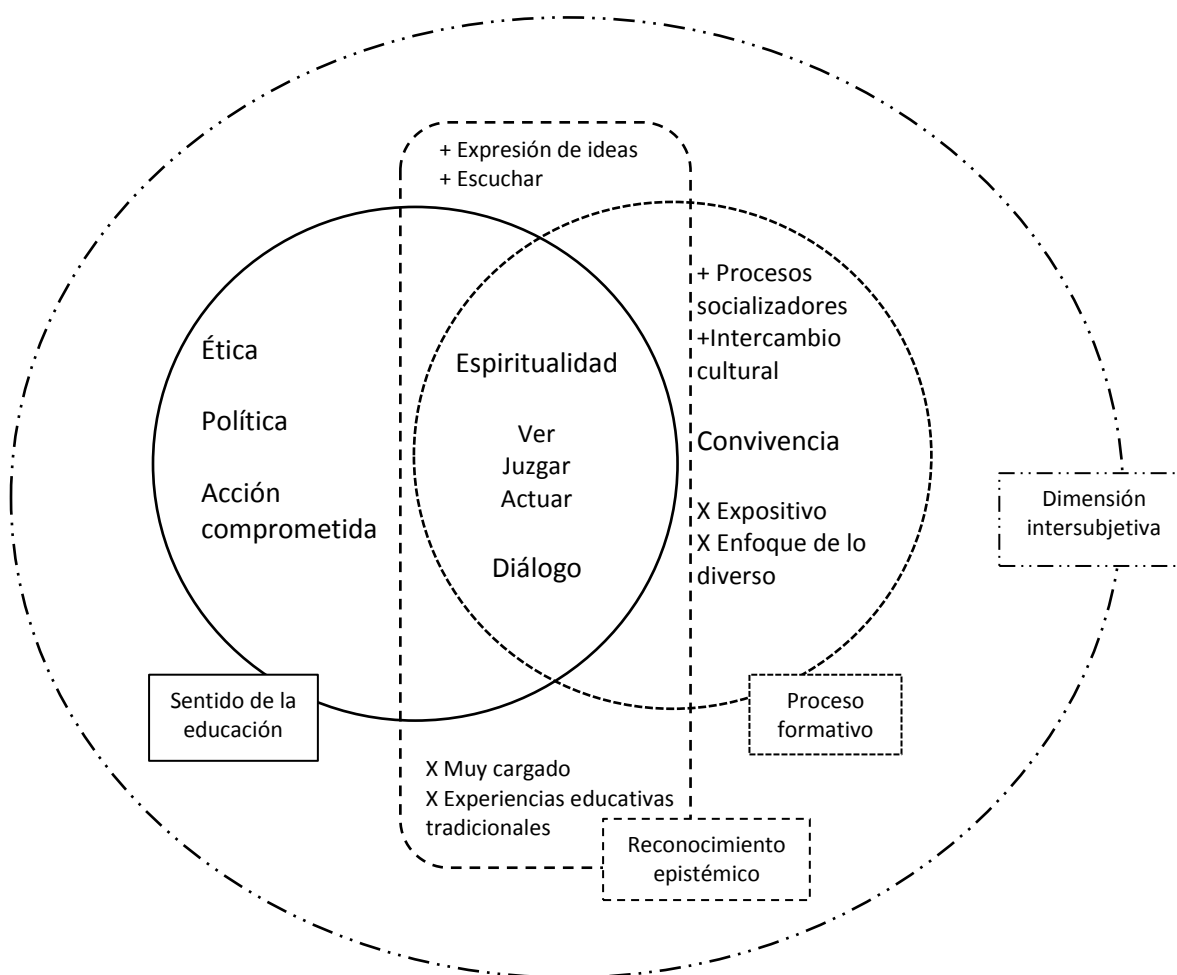 + Expresión de ideas
+ Escuchar
+ Procesos
socializadores
+Intercambio
cultural
Ética
Política
Acción
comprometida
Espiritualidad
Ver
Juzgar
Actuar
Diálogo
Convivencia
X Expositivo
X Enfoque de lo
diverso
Dimensión
intersubjetiva
Sentido de la
educación
Proceso
formativo
X Muy cargado
X Experiencias educativas
tradicionales
Reconocimiento
epistémico